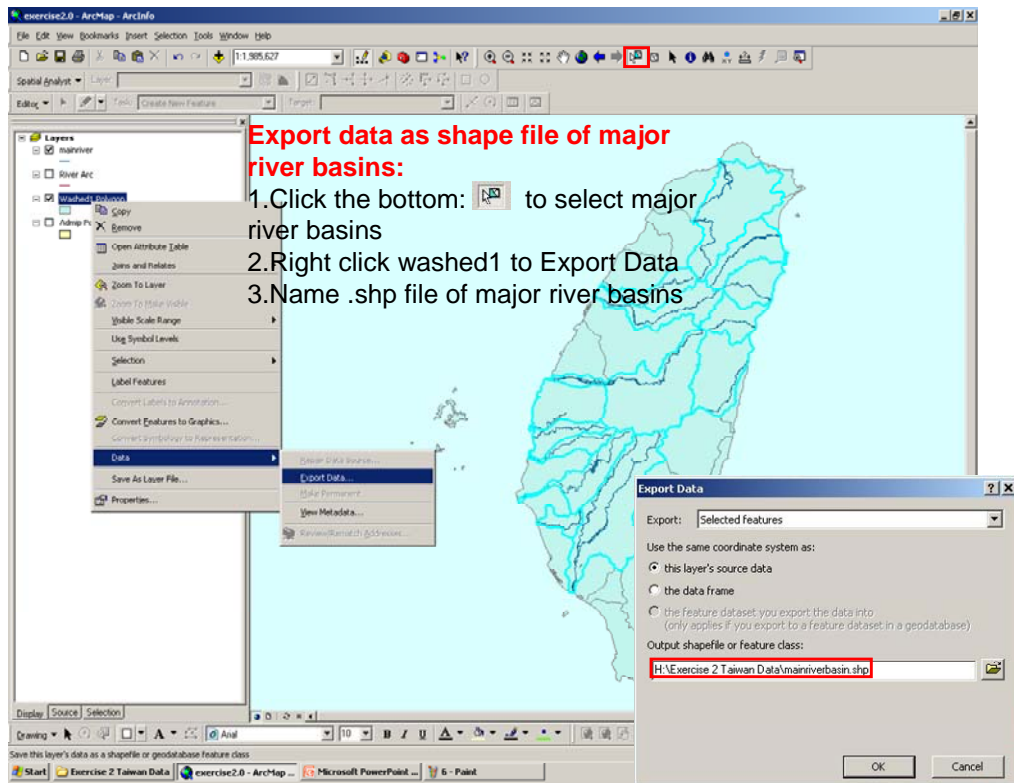 exercise2.0 - ArcMap - ArcInfo
File Edit View Bookmarks Insert Selection Tools Window Help
1:1,985,627
Spatial Analyst Layer:
Editor Task: Create New Feature Target:
Layers
mainriver
River Arc
Washed1 Polygon
Admin Po
Copy
Remove
Open Attribute Table
Joins and Relates
Zoom To Layer
Zoom To Make Visible
Visible Scale Range
Use Symbol Levels
Selection
Label Features
Convert Labels to Annotation...
Convert Features to Graphics...
Convert Symbology to Representation...
Data
Save As Layer File...
Properties...
Repair Data Source...
Export Data...
Make Permanent
View Metadata...
Review/Rematch Addresses...
Export data as shape file of major
river basins:
1.Click the bottom: to select major
river basins
2.Right click washed1 to Export Data
3.Name .shp file of major river basins
Export Data
Export: Selected features
Use the same coordinate system as:
this layer's source data
the data frame
the feature dataset you export the data into
(only applies if you export to a feature dataset in a geodatabase)
Output shapefile or feature class:
H:\Exercise 2 Taiwan Data\mainriverbasin.shp
OK Cancel
Display Source Selection
Drawing A Arial 10 B I U A
Save this layer's data as a shapefile or geodatabase feature class
Start Exercise 2 Taiwan Data exercise2.0 - ArcMap ... Microsoft PowerPoint ... 6 - Paint